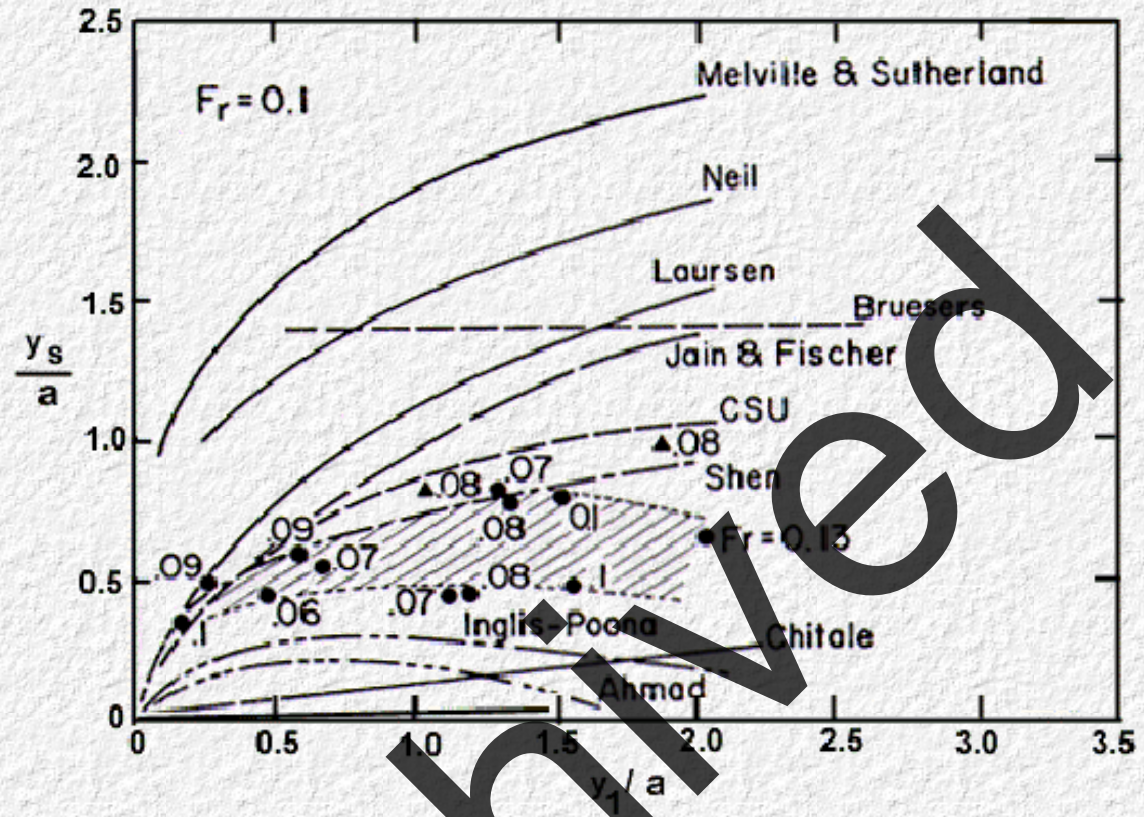 2.5
Fr = 0.1
Melville & Sutherland
2.0
Neil
Laursen
1.5
Bruesers
ys
a
Jain & Fischer
CSU
1.0
.08
.08
.07
Shen
.08
0.1
.09
.07
Fr = 0.13
.09
0.5
.06
.07
.08
.1
.1
Inglis-Poona
Chitale
Ahmad
0
0
0.5
1.0
1.5
2.0
2.5
3.0
3.5
y1 / a
hived